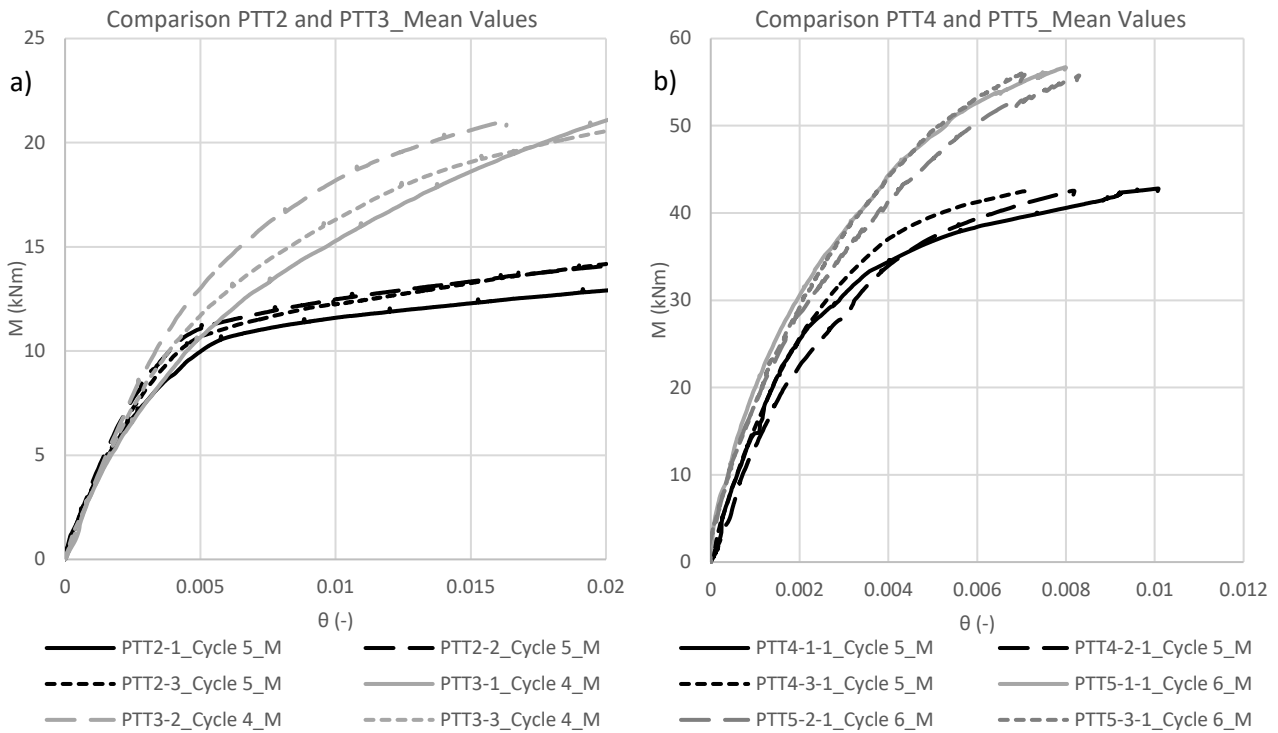 Comparison PTT2 and PTT3_Mean Values
a)
M (kNm)
25
20
15
10
5
0
0
0.005
0.01
0.015
0.02
θ (-)
PTT2-1_Cycle 5_M
PTT2-2_Cycle 5_M
PTT2-3_Cycle 5_M
PTT3-1_Cycle 4_M
PTT3-2_Cycle 4_M
PTT3-3_Cycle 4_M
Comparison PTT4 and PTT5_Mean Values
b)
M (kNm)
60
50
40
30
20
10
0
0
0.002
0.004
0.006
0.008
0.01
0.012
θ (-)
PTT4-1-1_Cycle 5_M
PTT4-2-1_Cycle 5_M
PTT4-3-1_Cycle 5_M
PTT5-1-1_Cycle 6_M
PTT5-2-1_Cycle 6_M
PTT5-3-1_Cycle 6_M